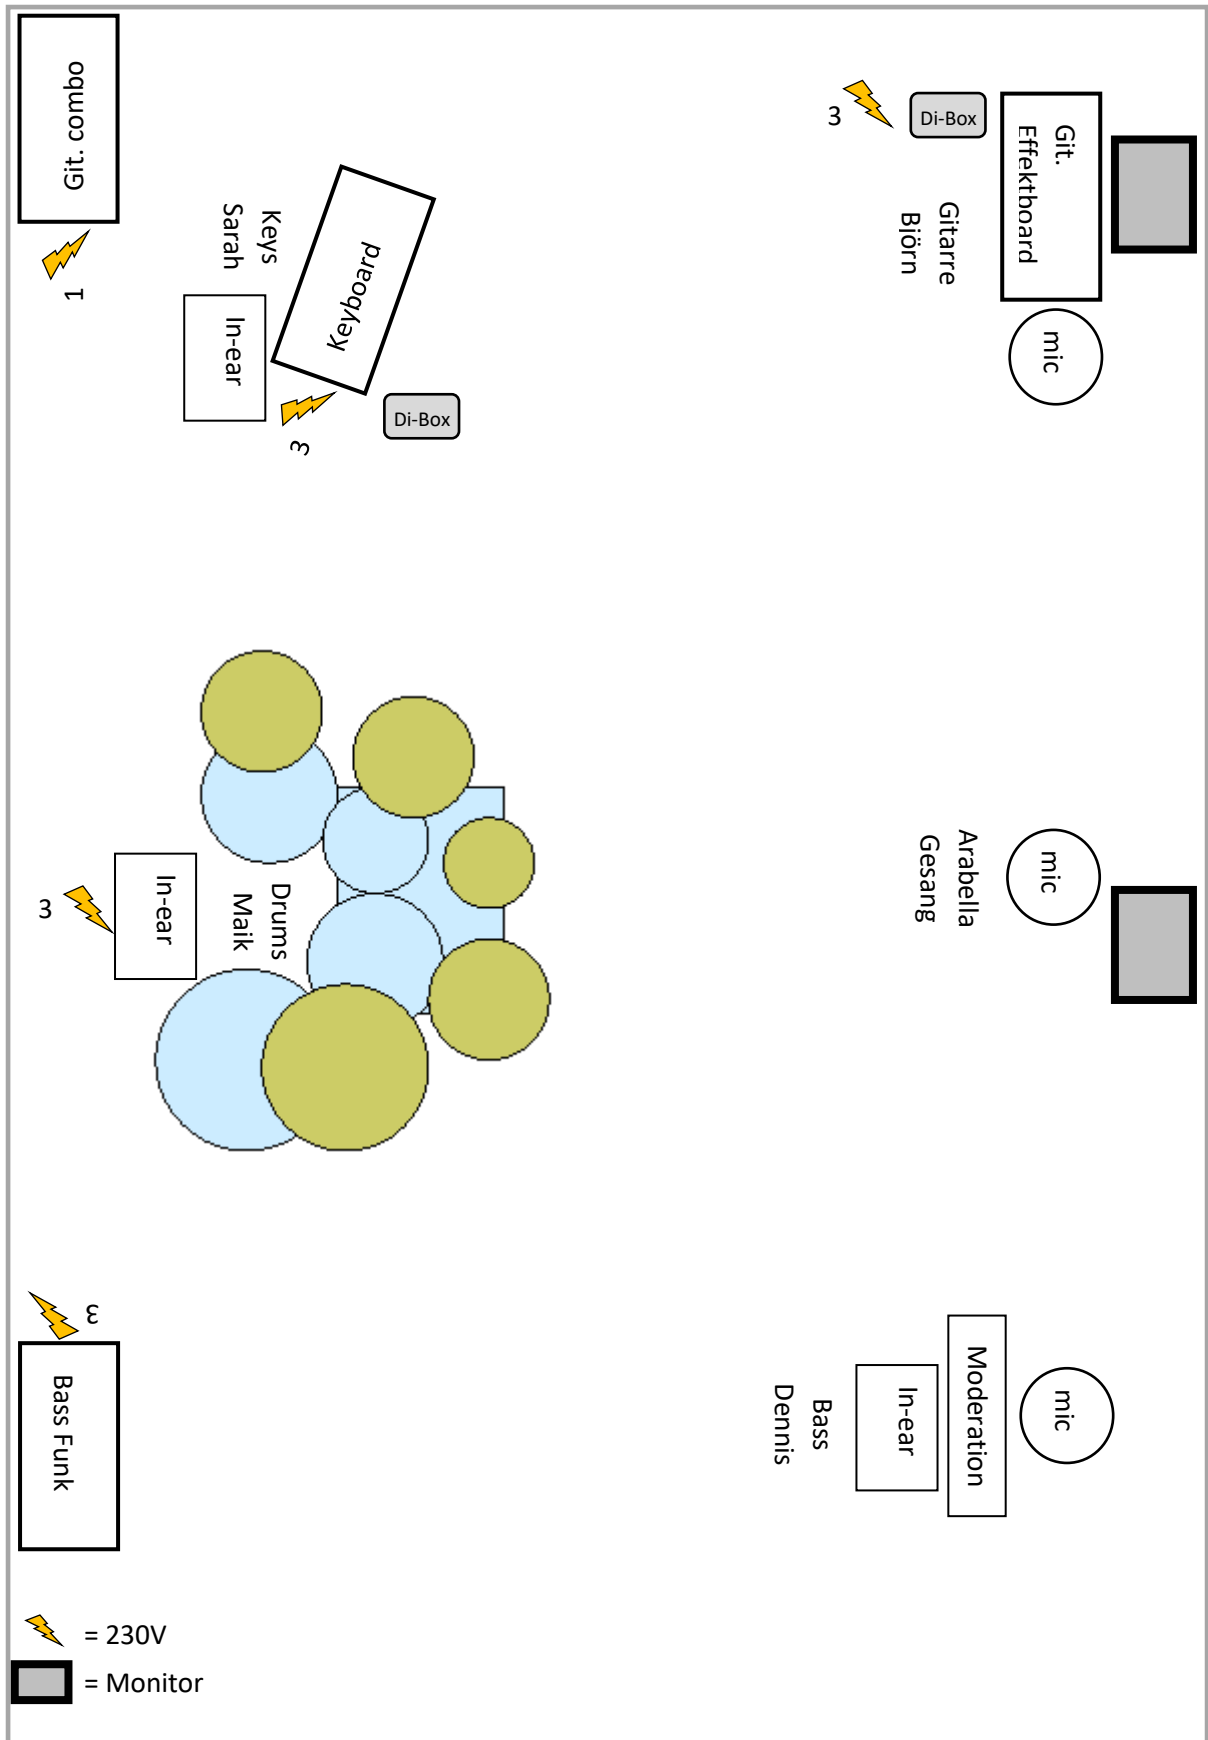 Git. combo
1
Keys
Sarah
In-ear
Keyboard
3
Di-Box
3
Di-Box
Git.
Effektboard
Gitarre
Björn
mic
3
In-ear
Drums
Maik
Arabella
Gesang
mic
3
Bass Funk
Bass
Dennis
In-ear
Moderation
mic
= 230V
= Monitor